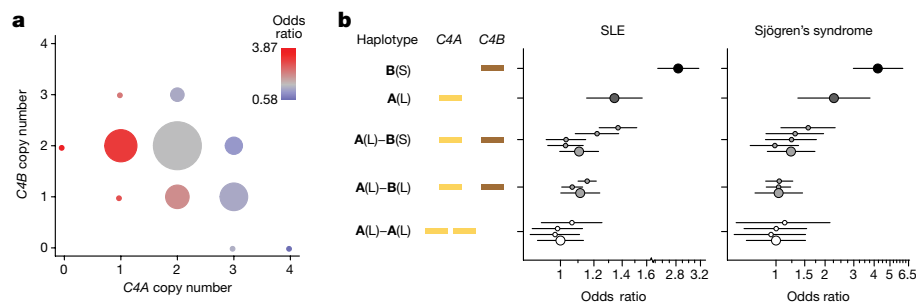 a
Odds
ratio
3.87
0.58
4
3
2
1
0
C4B copy number
0 1 2 3 4
C4A copy number
b
Haplotype C4A C4B
B(S)
A(L)
A(L)–B(S)
A(L)–B(L)
A(L)–A(L)
SLE
1 1.2 1.4 1.6 2.8 3.2
Odds ratio
Sjögren's syndrome
1 1.5 2 3 4 5 6.5
Odds ratio